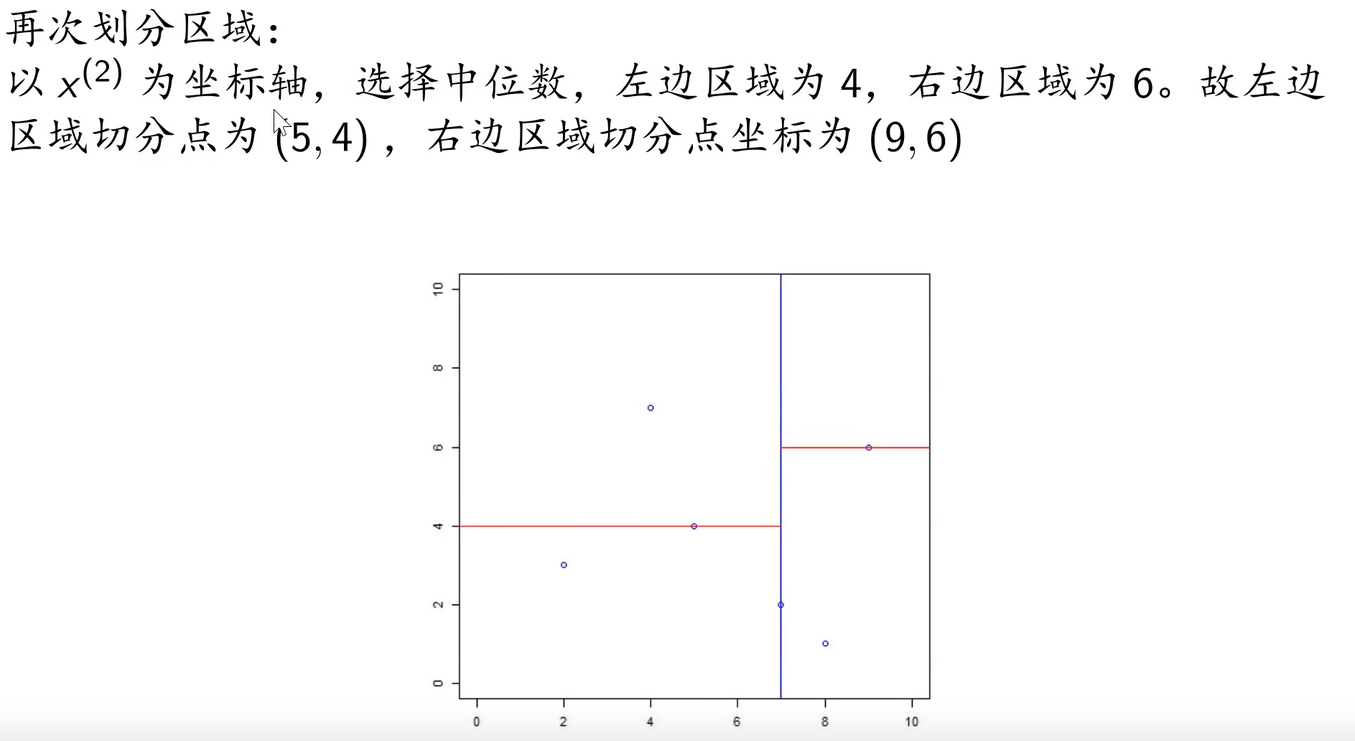 再次划分区域：
以 x⁽²⁾ 为坐标轴，选择中位数，左边区域为 4，右边区域为 6。故左边
区域切分点为 (5, 4) ，右边区域切分点坐标为 (9, 6)
10
8
6
4
2
0
0 2 4 6 8 10